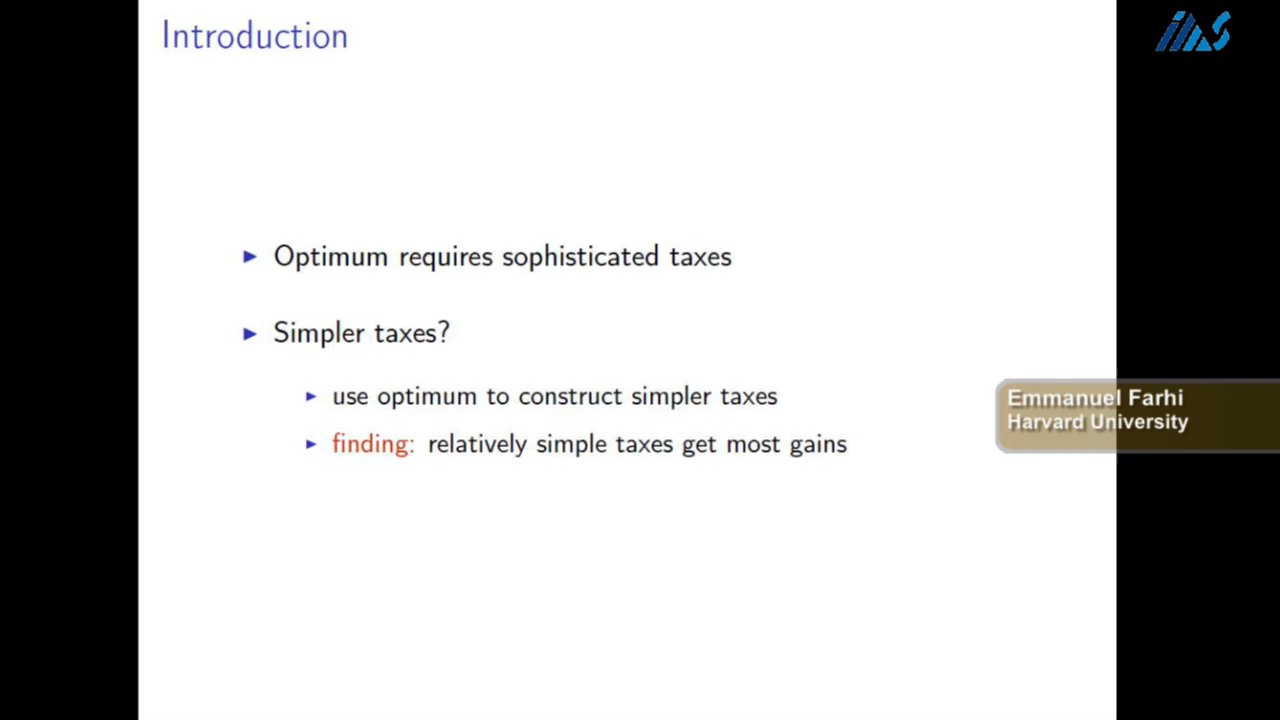 Introduction
► Optimum requires sophisticated taxes
► Simpler taxes?
► use optimum to construct simpler taxes
► finding: relatively simple taxes get most gains
Emmanuel Farhi
Harvard University
iAS